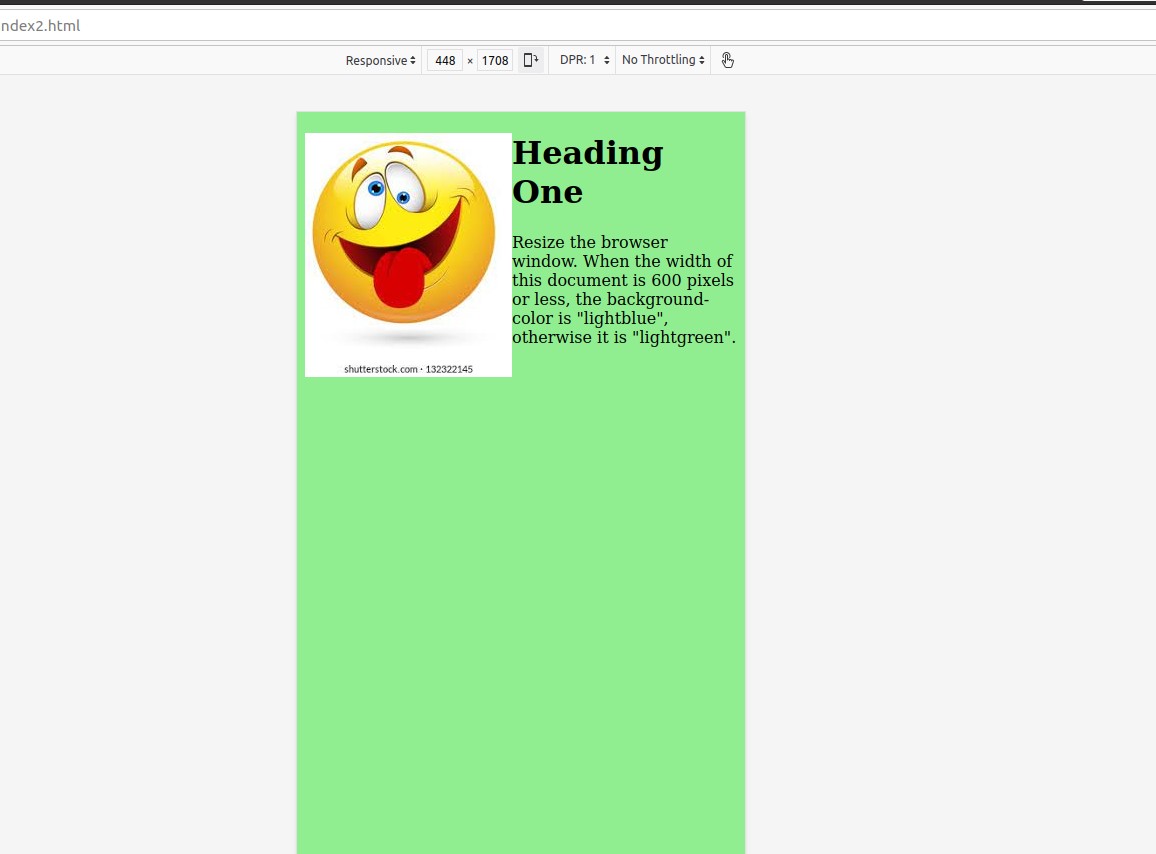 ndex2.html
Responsive 448 × 1708 DPR: 1 No Throttling
Heading
One
Resize the browser
window. When the width of
this document is 600 pixels
or less, the background-
color is "lightblue",
otherwise it is "lightgreen".
shutterstock.com · 132322145